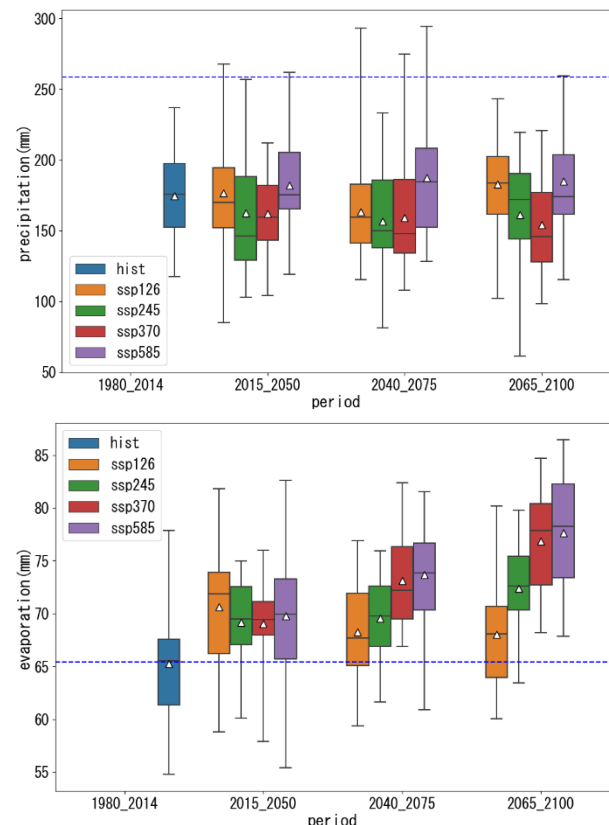 300
250
200
150
100
50
precipitation(mm)
hist
ssp126
ssp245
ssp370
ssp585
1980_2014
2015_2050
2040_2075
2065_2100
period
85
80
75
70
65
60
55
evaporation(mm)
hist
ssp126
ssp245
ssp370
ssp585
1980_2014
2015_2050
2040_2075
2065_2100
period